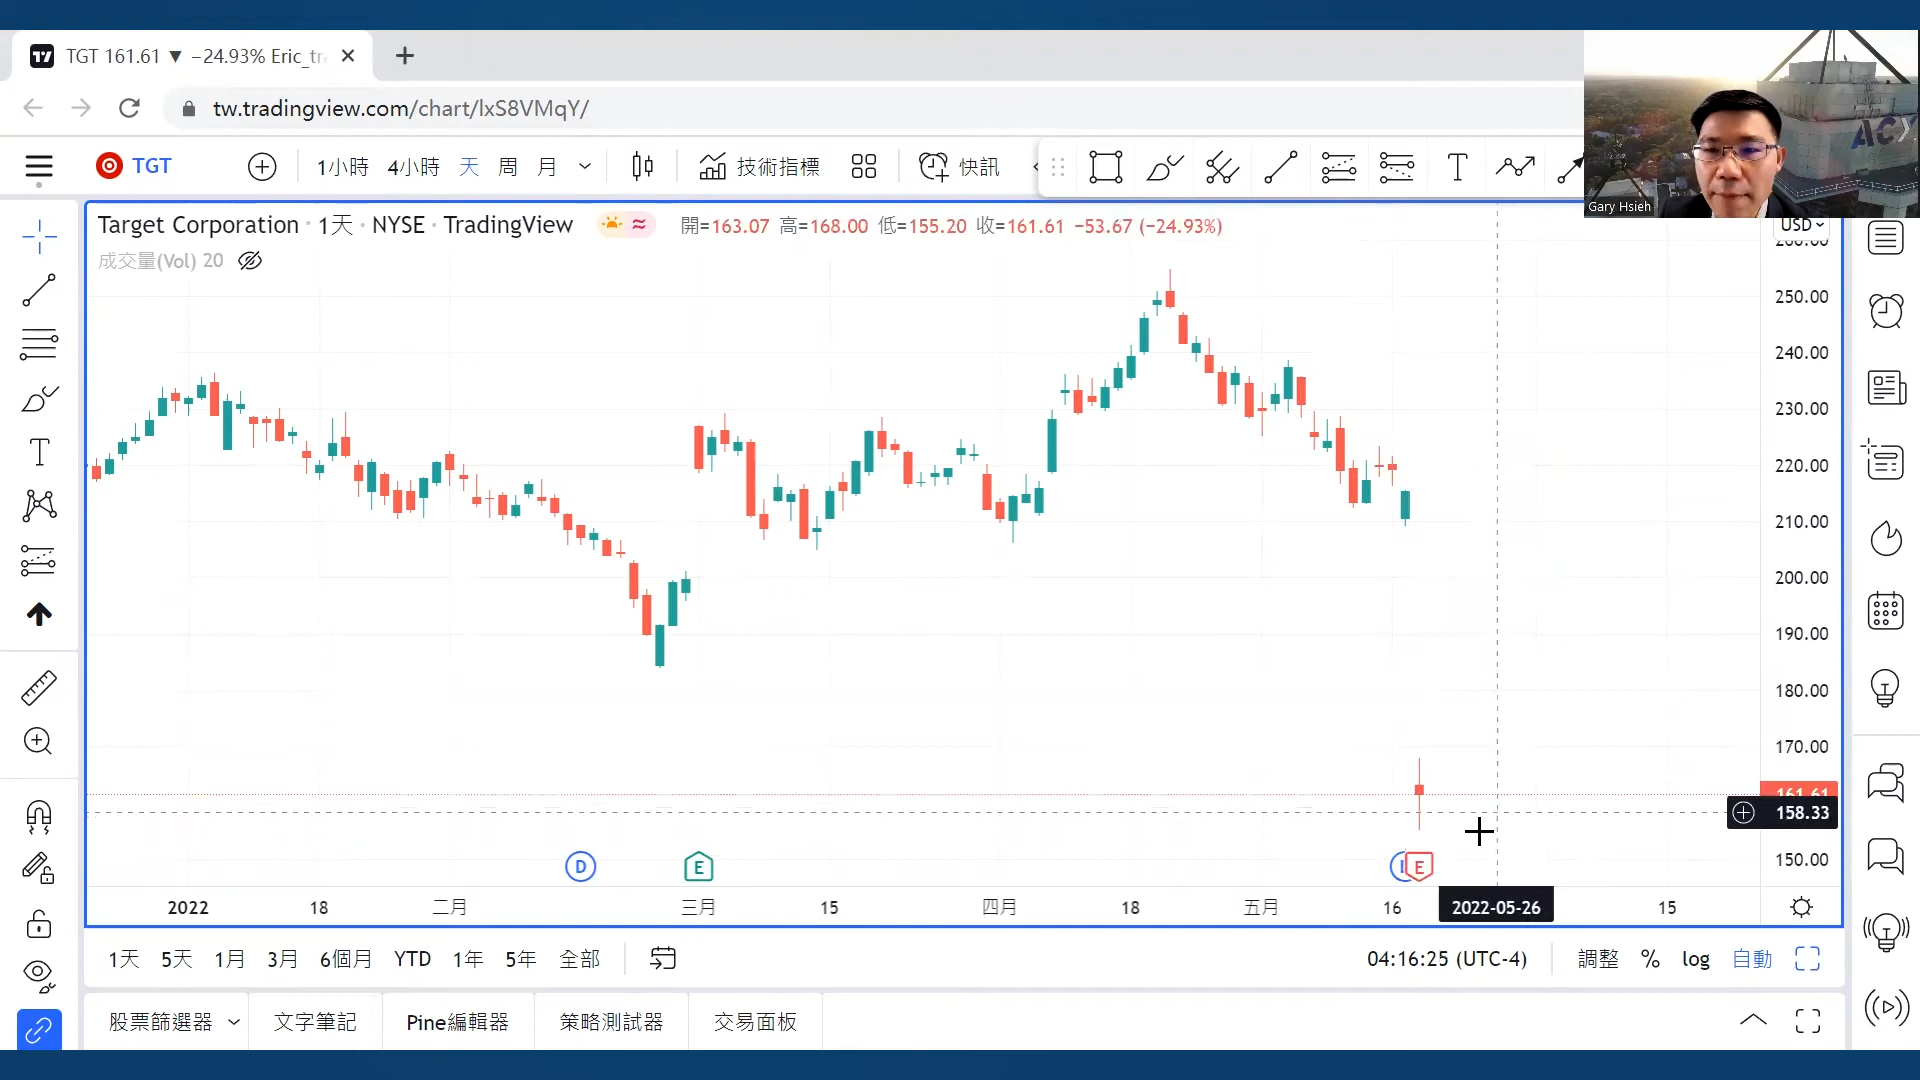 TGT 161.61 ▼ −24.93% Eric_tr
tw.tradingview.com/chart/lxS8VMqY/
ACY
Gary Hsieh
TGT
1小時 4小時 天 周 月
技術指標
快訊
T
Target Corporation · 1天 · NYSE · TradingView
開=163.07 高=168.00 低=155.20 收=161.61 −53.67 (−24.93%)
成交量(Vol) 20
USD
260.00
250.00
240.00
230.00
220.00
210.00
200.00
190.00
180.00
170.00
161.61
158.33
150.00
D
E
E
2022 18 二月 三月 15 四月 18 五月 16 2022-05-26 15
1天 5天 1月 3月 6個月 YTD 1年 5年 全部
04:16:25 (UTC-4) 調整 % log 自動
股票篩選器 文字筆記 Pine編輯器 策略測試器 交易面板